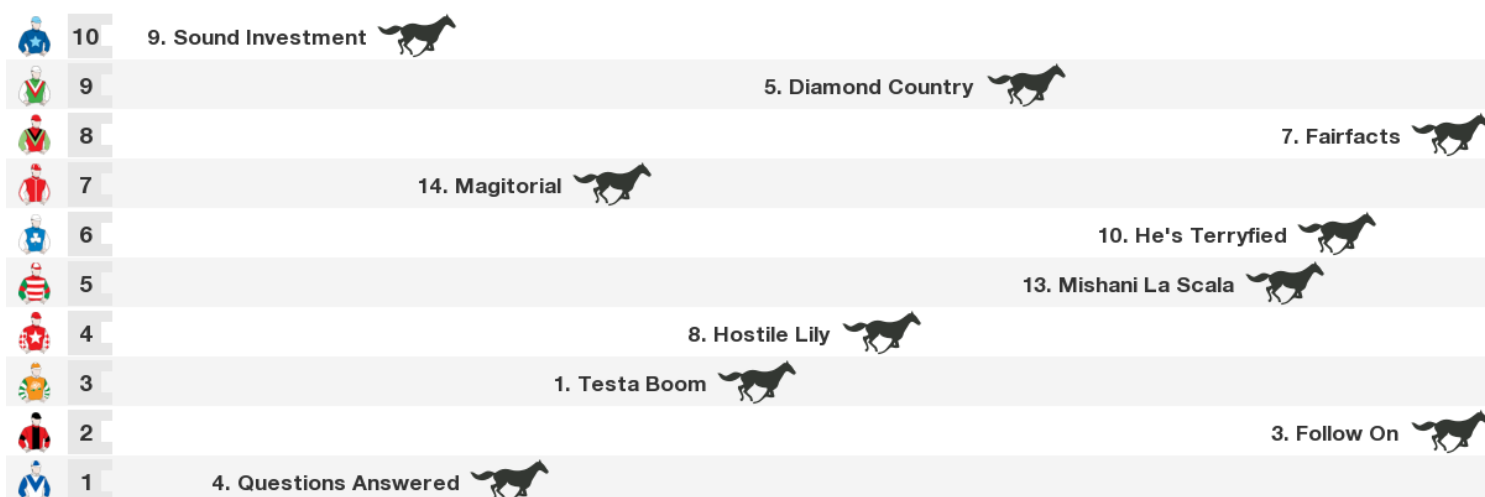 10 9. Sound Investment
9 5. Diamond Country
8 7. Fairfacts
7 14. Magitorial
6 10. He's Terryfied
5 13. Mishani La Scala
4 8. Hostile Lily
3 1. Testa Boom
2 3. Follow On
1 4. Questions Answered